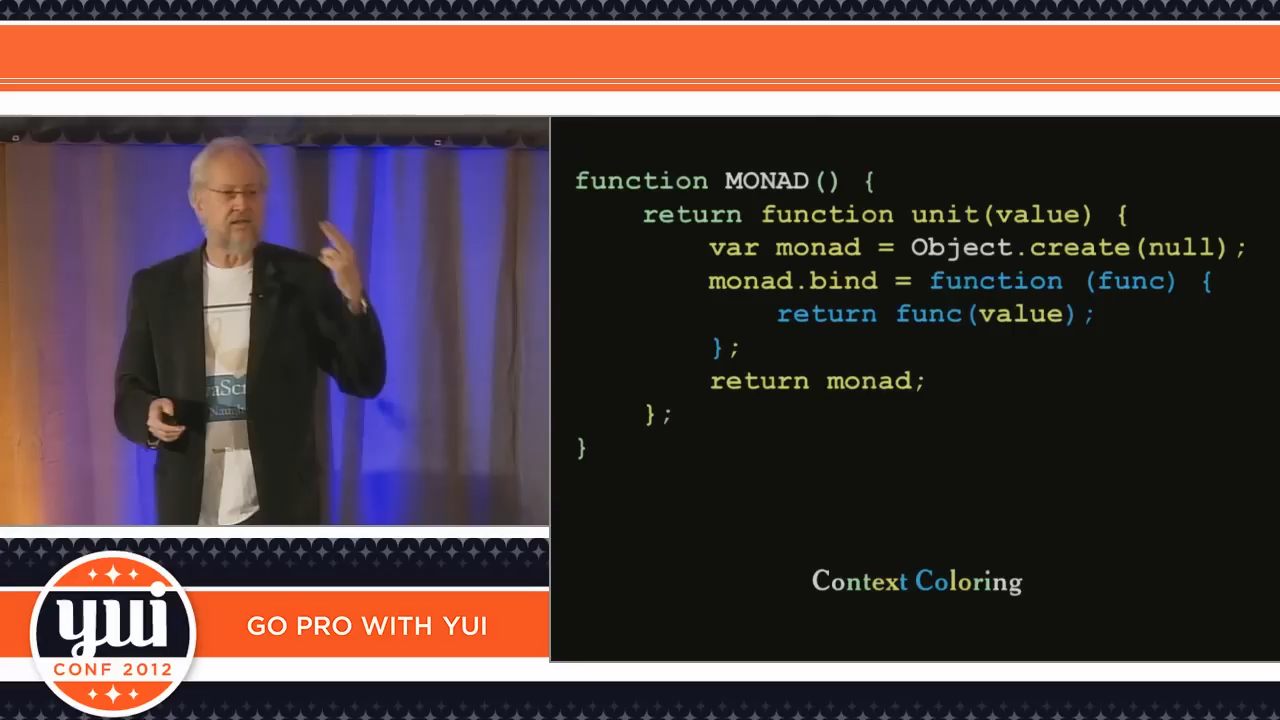 function MONAD() {
return function unit(value) {
var monad = Object.create(null);
monad.bind = function (func) {
return func(value);
};
return monad;
};
}
Context Coloring
yui
CONF 2012
GO PRO WITH YUI